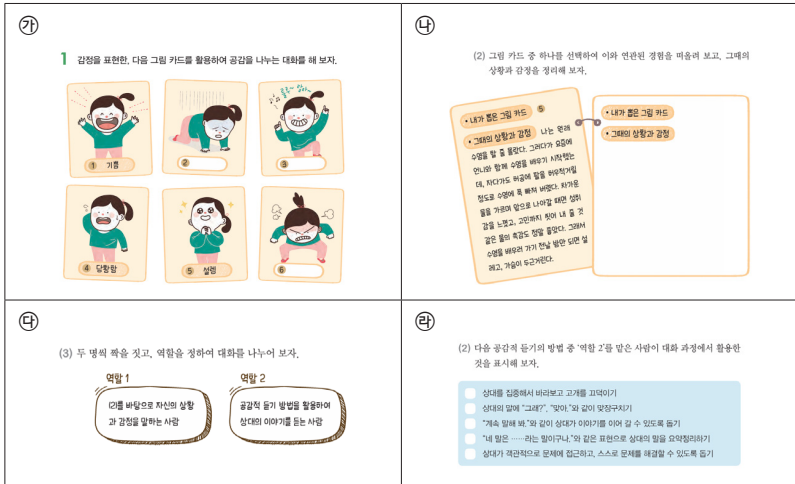 ㉮
1 감정을 표현한, 다음 그림 카드를 활용하여 공감을 나누는 대화를 해 보자.
① 기쁨
②
③
④ 당황함
⑤ 설렘
⑥
㉯
(2) 그림 카드 중 하나를 선택하여 이와 연관된 경험을 떠올려 보고, 그때의
상황과 감정을 정리해 보자.
• 내가 뽑은 그림 카드 ⑤
• 그때의 상황과 감정 나는 원래
수영을 할 줄 몰랐다. 그러다가 요즘에
언니와 함께 수영을 배우기 시작했는
데, 자다가도 허공에 팔을 허우적거릴
정도로 수영에 푹 빠져 버렸다. 차가운
물을 가르며 앞으로 나아갈 때면 성취
감을 느꼈고, 고민까지 씻어 내 줄 것
같은 물의 촉감도 정말 좋았다. 그래서
수영을 배우러 가기 전날 밤만 되면 설
레고, 가슴이 두근거린다.
• 내가 뽑은 그림 카드
• 그때의 상황과 감정
㉰
(3) 두 명씩 짝을 짓고, 역할을 정하여 대화를 나누어 보자.
역할 1
(2)를 바탕으로 자신의 상황
과 감정을 말하는 사람
역할 2
공감적 듣기 방법을 활용하여
상대의 이야기를 듣는 사람
㉱
(2) 다음 공감적 듣기의 방법 중 ‘역할 2’를 맡은 사람이 대화 과정에서 활용한
것을 표시해 보자.
상대를 집중해서 바라보고 고개를 끄덕이기
상대의 말에 “그래?”, “맞아.”와 같이 맞장구치기
“계속 말해 봐.”와 같이 상대가 이야기를 이어 갈 수 있도록 돕기
“네 말은 ……라는 말이구나.”와 같은 표현으로 상대의 말을 요약정리하기
상대가 객관적으로 문제에 접근하고, 스스로 문제를 해결할 수 있도록 돕기